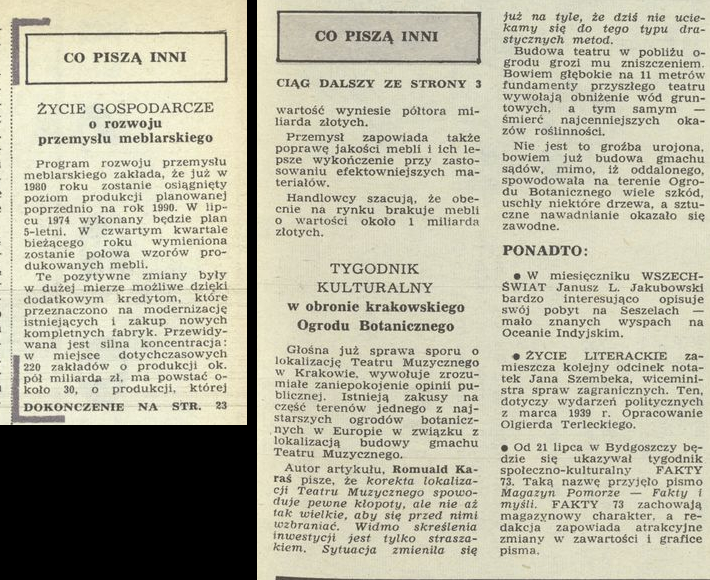 CO PISZĄ INNI
ŻYCIE GOSPODARCZE
o rozwoju
przemysłu meblarskiego
Program rozwoju przemysłu
meblarskiego zakłada, że już w
1980 roku zostanie osiągnięty
poziom produkcji planowanej
poprzednio na rok 1990. W lip-
cu 1974 wykonany będzie plan
5-letni. W czwartym kwartale
bieżącego roku wymieniona
zostanie połowa wzorów pro-
dukowanych mebli.
Te pozytywne zmiany były
w dużej mierze możliwe dzięki
dodatkowym kredytom, które
przeznaczono na modernizację
istniejących i zakup nowych
kompletnych fabryk. Przewidy-
wana jest silna koncentracja:
w miejsce dotychczasowych
220 zakładów o produkcji ok.
pół miliarda zł, ma powstać o-
koło 30, o produkcji, której
DOKOŃCZENIE NA STR. 23
CO PISZĄ INNI
CIĄG DALSZY ZE STRONY 3
wartość wyniesie półtora mi-
liarda złotych.
Przemysł zapowiada także
poprawę jakości mebli i ich le-
psze wykończenie przy zasto-
sowaniu efektowniejszych ma-
teriałów.
Handlowcy szacują, że obe-
cnie na rynku brakuje mebli
o wartości około 1 miliarda
złotych.
TYGODNIK
KULTURALNY
w obronie krakowskiego
Ogrodu Botanicznego
Głośna już sprawa sporu o
lokalizację Teatru Muzycznego
w Krakowie, wywołuje zrozu-
miałe zaniepokojenie opinii pu-
blicznej. Istnieją zakusy na
część terenów jednego z naj-
starszych ogrodów botanicz-
nych w Europie w związku z
lokalizacją budowy gmachu
Teatru Muzycznego.
Autor artykułu, Romuald Ka-
raś pisze, że korekta lokaliza-
cji Teatru Muzycznego spowo-
duje pewne kłopoty, ale nie aż
tak wielkie, aby się przed nimi
wzbraniać. Widmo skreślenia
inwestycji jest tylko strasza-
kiem. Sytuacja zmieniła się
już na tyle, że dziś nie ucie-
kamy się do tego typu dra-
stycznych metod.
Budowa teatru w pobliżu o-
grodu grozi mu zniszczeniem.
Bowiem głębokie na 11 metrów
fundamenty przyszłego teatru
wywołają obniżenie wód grun-
towych, a tym samym —
śmierć najcenniejszych oka-
zów roślinności.
Nie jest to groźba urojona,
bowiem już budowa gmachu
sądów, mimo, iż oddalonego,
spowodowała na terenie Ogro-
du Botanicznego wiele szkód,
uschły niektóre drzewa, a sztu-
czne nawadnianie okazało się
zawodne.
PONADTO:
● W miesięczniku WSZECH-
ŚWIAT Janusz L. Jakubowski
bardzo interesująco opisuje
swój pobyt na Seszelach —
mało znanych wyspach na
Oceanie Indyjskim.
● ŻYCIE LITERACKIE za-
mieszcza kolejny odcinek nota-
tek Jana Szembeka, wicemini-
stra spraw zagranicznych. Ten,
dotyczy wydarzeń politycznych
z marca 1939 r. Opracowanie
Olgierda Terleckiego.
● Od 21 lipca w Bydgoszczy bę-
dzie się ukazywał tygodnik
społeczno-kulturalny FAKTY
73. Taką nazwę przyjęło pismo
Magazyn Pomorze — Fakty i
myśli. FAKTY 73 zachowają
magazynowy charakter, a re-
dakcja zapowiada atrakcyjne
zmiany w zawartości i grafice
pisma.